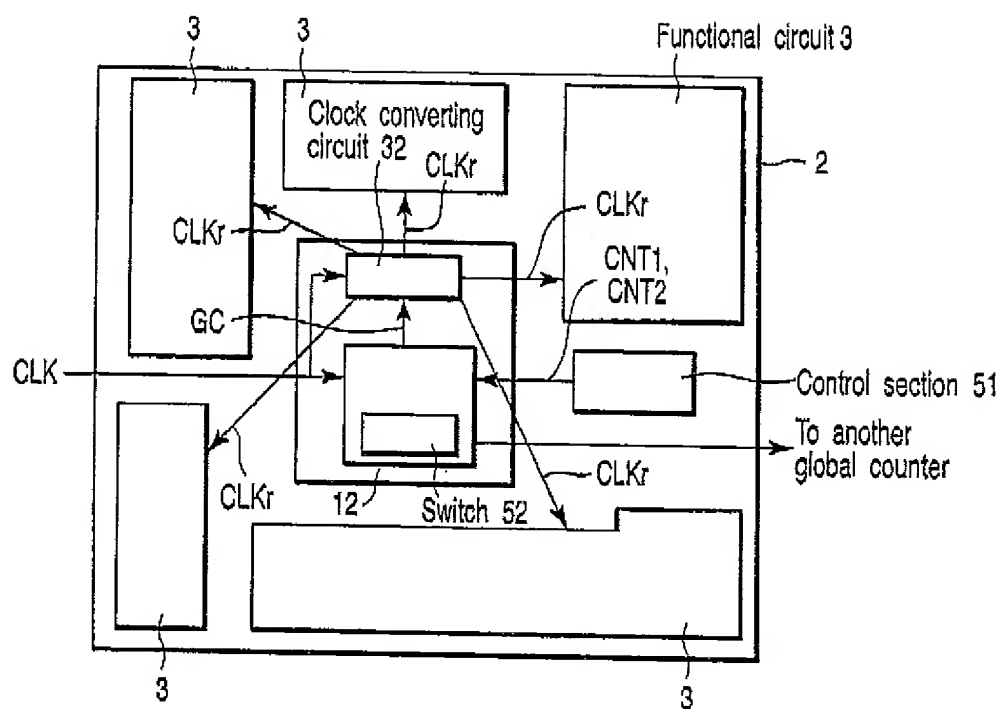 3
3
Functional circuit 3
Clock converting
circuit 32
CLKr
2
CLKr
CLKr
CNT1,
CNT2
GC
CLK
Control section 51
To another
global counter
CLKr
12
Switch 52
CLKr
3
3